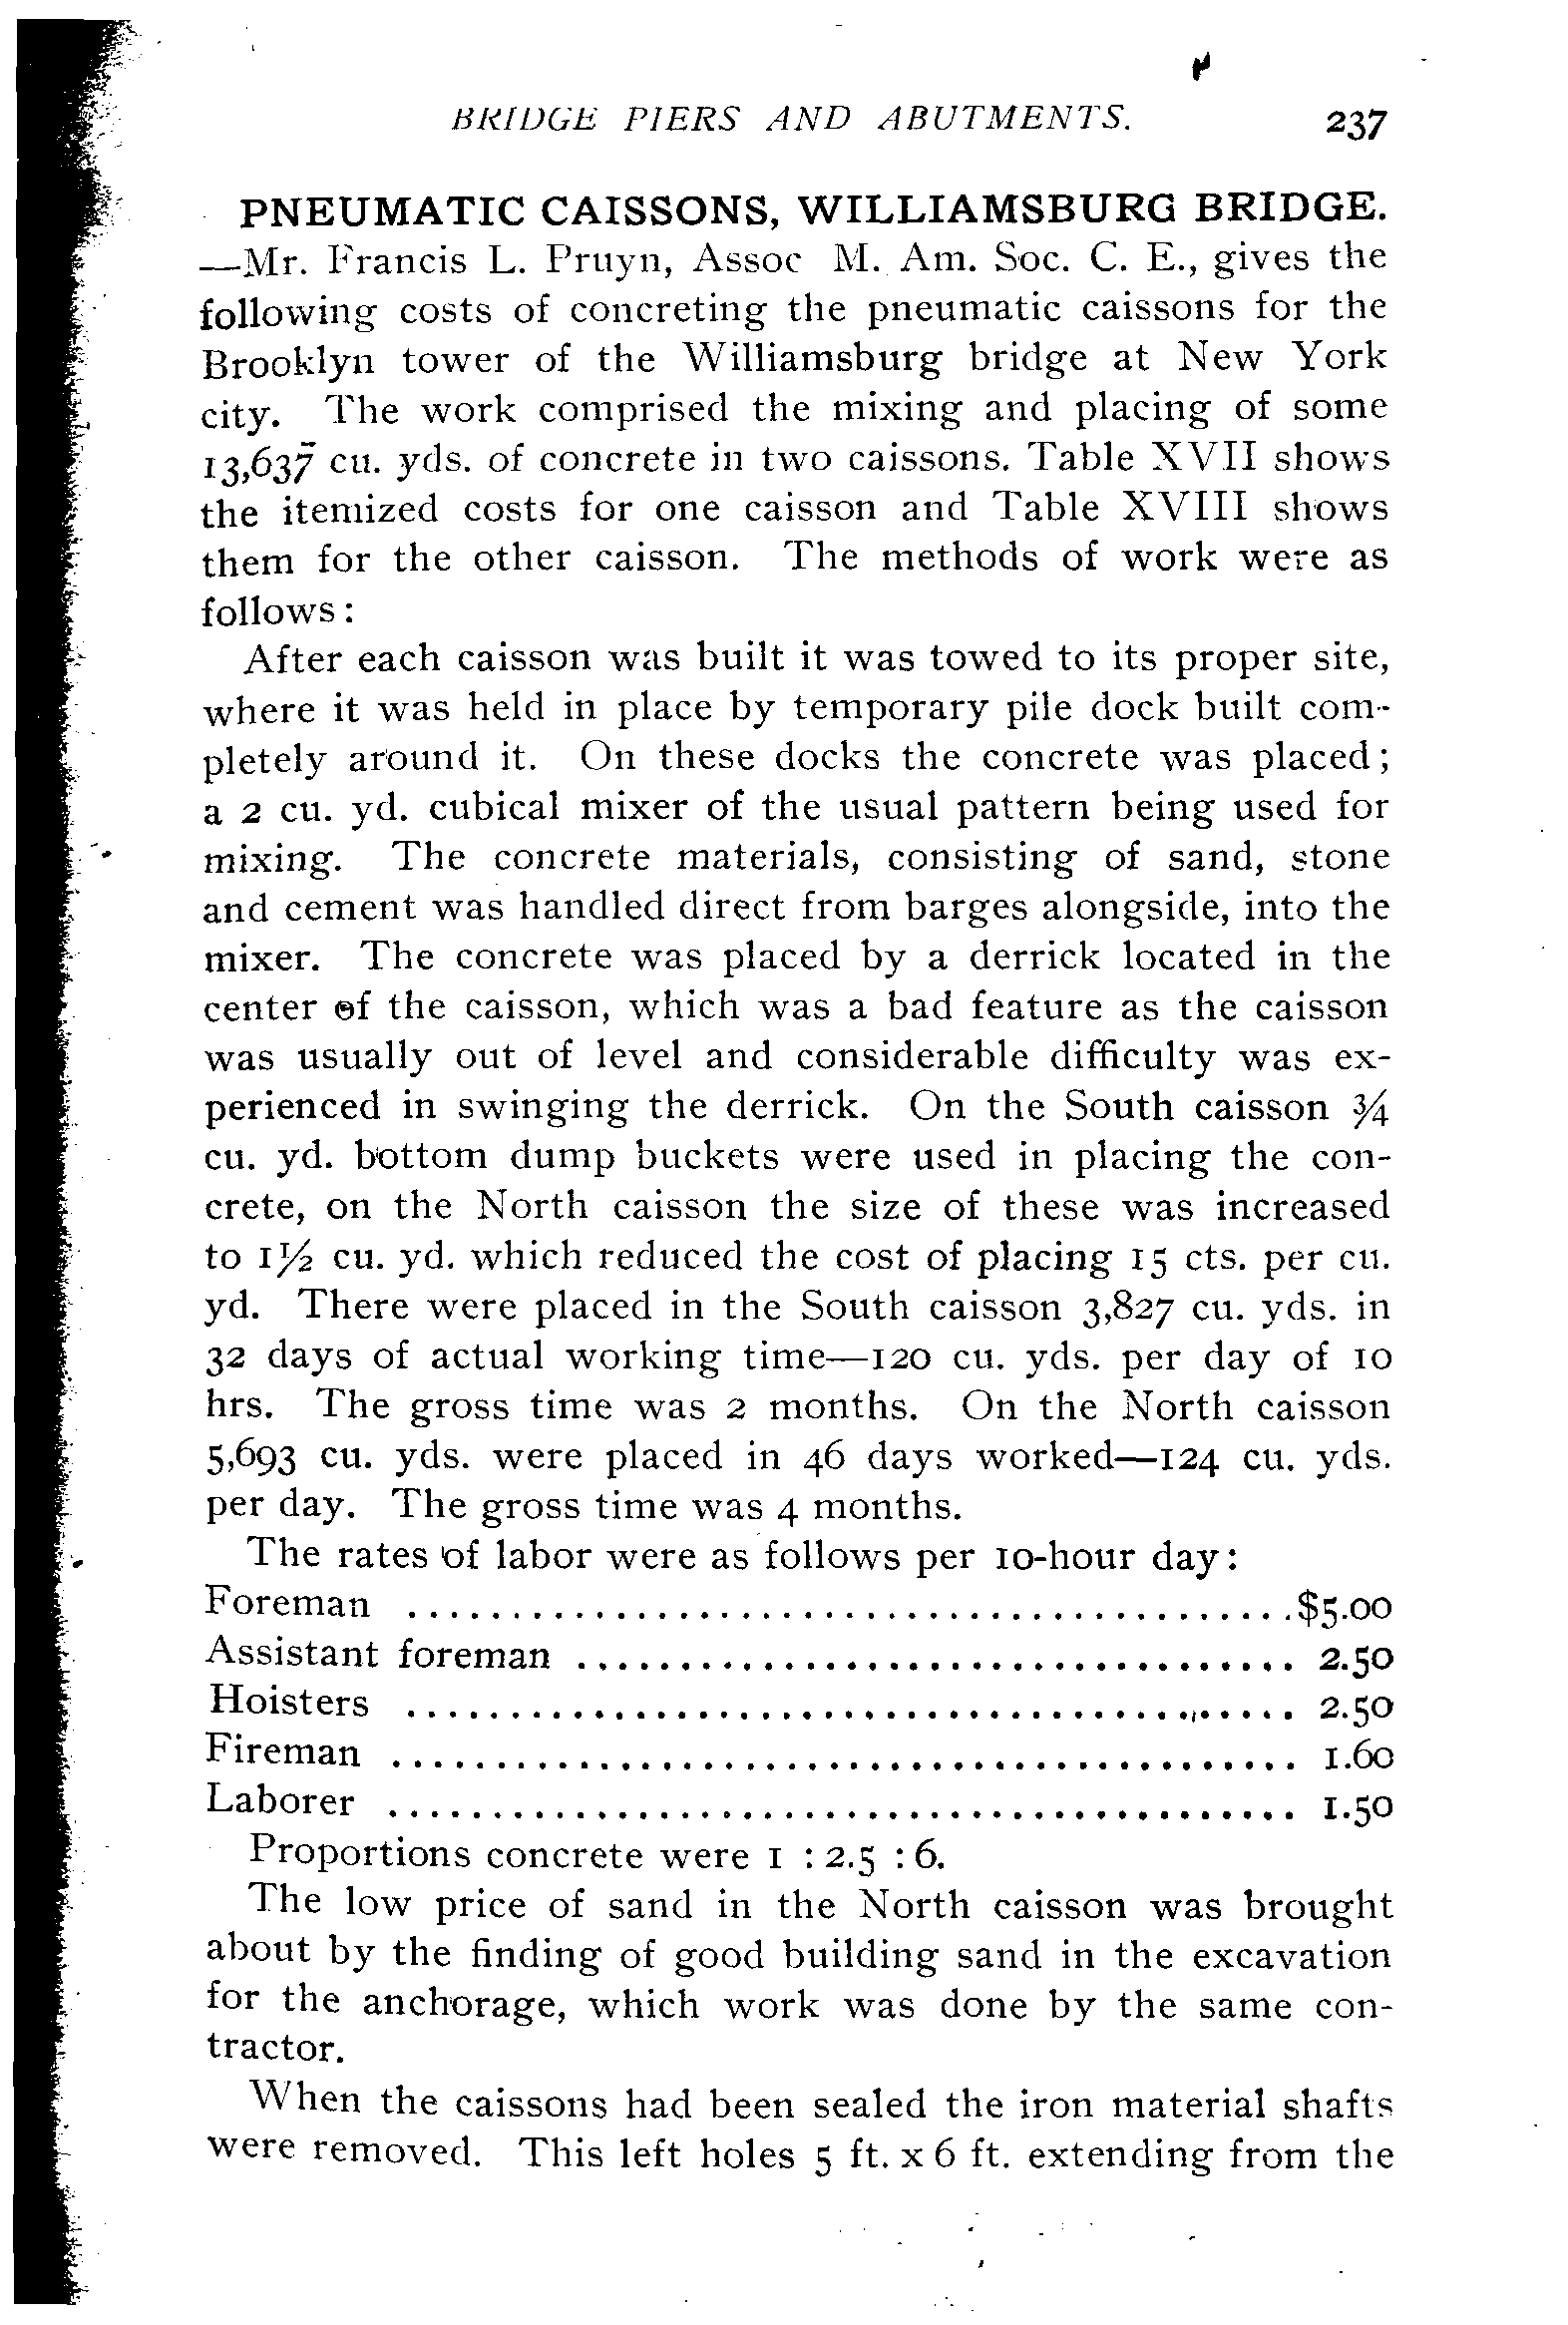 BRIDGE PIERS AND ABUTMENTS. 237
PNEUMATIC CAISSONS, WILLIAMSBURG BRIDGE.
—Mr. Francis L. Pruyn, Assoc M. Am. Soc. C. E., gives the
following costs of concreting the pneumatic caissons for the
Brooklyn tower of the Williamsburg bridge at New York
city. The work comprised the mixing and placing of some
13,637 cu. yds. of concrete in two caissons. Table XVII shows
the itemized costs for one caisson and Table XVIII shows
them for the other caisson. The methods of work were as
follows:
After each caisson was built it was towed to its proper site,
where it was held in place by temporary pile dock built com-
pletely around it. On these docks the concrete was placed;
a 2 cu. yd. cubical mixer of the usual pattern being used for
mixing. The concrete materials, consisting of sand, stone
and cement was handled direct from barges alongside, into the
mixer. The concrete was placed by a derrick located in the
center of the caisson, which was a bad feature as the caisson
was usually out of level and considerable difficulty was ex-
perienced in swinging the derrick. On the South caisson ¾
cu. yd. bottom dump buckets were used in placing the con-
crete, on the North caisson the size of these was increased
to 1½ cu. yd. which reduced the cost of placing 15 cts. per cu.
yd. There were placed in the South caisson 3,827 cu. yds. in
32 days of actual working time—120 cu. yds. per day of 10
hrs. The gross time was 2 months. On the North caisson
5,693 cu. yds. were placed in 46 days worked—124 cu. yds.
per day. The gross time was 4 months.
The rates of labor were as follows per 10-hour day:
Foreman ........................................... $5.00
Assistant foreman ................................... 2.50
Hoisters ........................................... 2.50
Fireman ............................................ 1.60
Laborer ............................................ 1.50
Proportions concrete were 1 : 2.5 : 6.
The low price of sand in the North caisson was brought
about by the finding of good building sand in the excavation
for the anchorage, which work was done by the same con-
tractor.
When the caissons had been sealed the iron material shafts
were removed. This left holes 5 ft. x 6 ft. extending from the